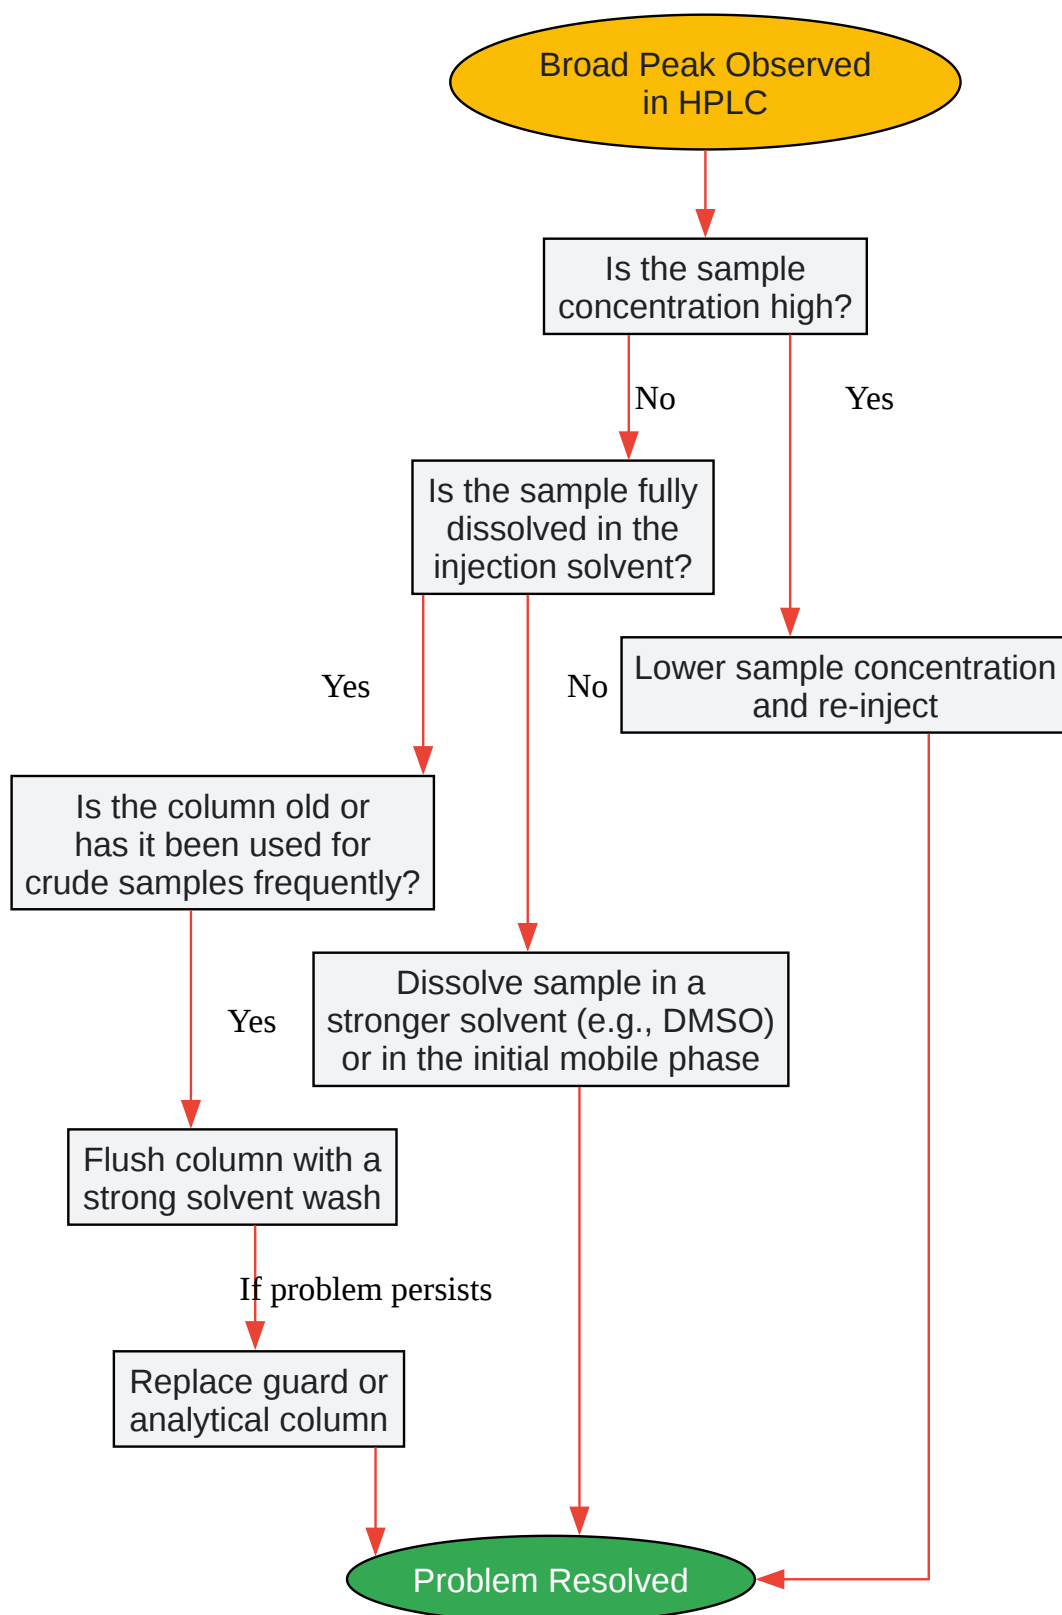 Broad Peak Observed
in HPLC
Is the sample
concentration high?
No
Yes
Is the sample fully
dissolved in the
injection solvent?
Yes
No
Lower sample concentration
and re-inject
Is the column old or
has it been used for
crude samples frequently?
Dissolve sample in a
stronger solvent (e.g., DMSO)
or in the initial mobile phase
Yes
Flush column with a
strong solvent wash
If problem persists
Replace guard or
analytical column
Problem Resolved